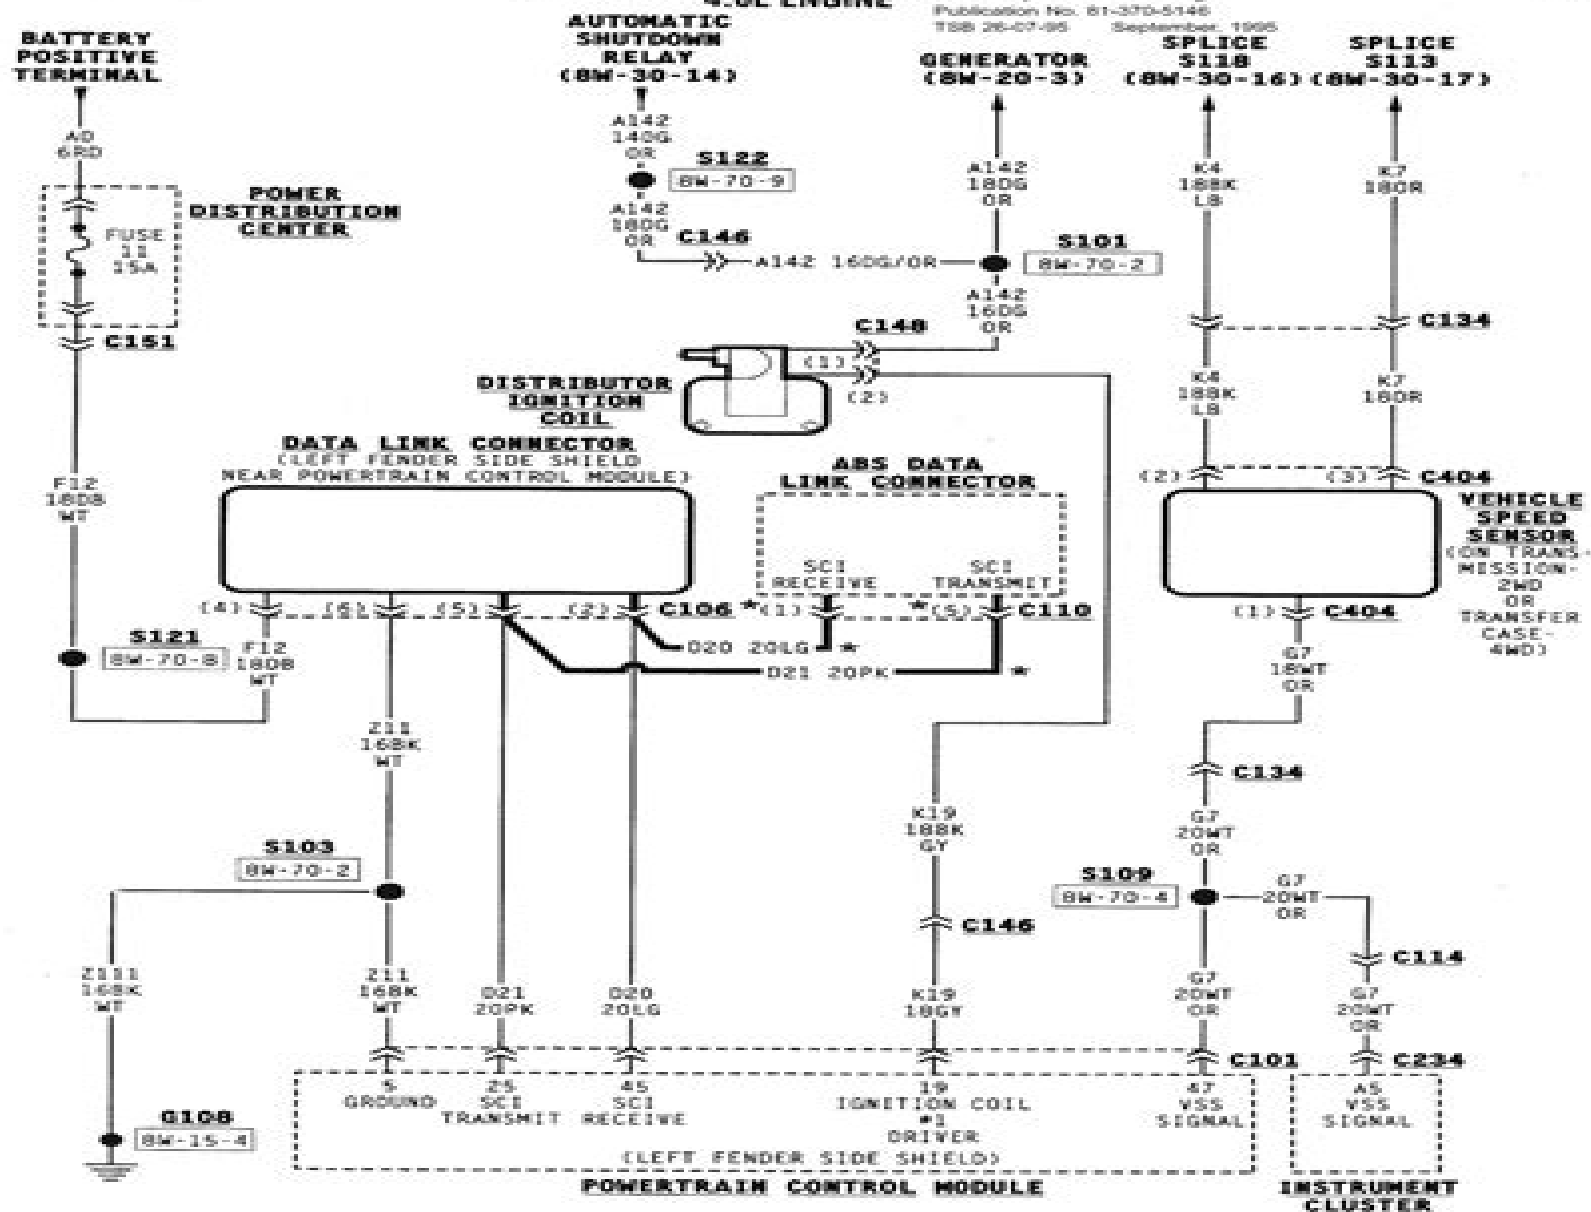 4.0L ENGINE
Publication No. 81-370-5146
TSB 26-07-95 September, 1995
BATTERY
POSITIVE
TERMINAL
AUTOMATIC
SHUTDOWN
RELAY
(8W-30-14)
GENERATOR
(8W-20-3)
SPLICE
S118
(8W-30-16)
SPLICE
S113
(8W-30-17)
A0
6RD
A142
14DG
OR
S122
8W-70-9
A142
18DG
OR
K4
18BK
LB
K7
18OR
POWER
DISTRIBUTION
CENTER
FUSE
11
15A
A142
18DG
OR
C146
A142 16DG/OR
S101
8W-70-2
A142
16DG
OR
C151
C148
(1)
(2)
C134
DISTRIBUTOR
IGNITION
COIL
K4
18BK
LB
K7
18OR
DATA LINK CONNECTOR
(LEFT FENDER SIDE SHIELD
NEAR POWERTRAIN CONTROL MODULE)
ABS DATA
LINK CONNECTOR
(2)
(3)
C404
F12
18DB
WT
VEHICLE
SPEED
SENSOR
(ON TRANS-
MISSION-
2WD
OR
TRANSFER
CASE-
4WD)
SCI
RECEIVE
SCI
TRANSMIT
(4)
(6)
(5)
(2)
C106
*(1)
*(5)
C110
(1)
C404
S121
8W-70-8
F12
18DB
WT
D20 20LG
*
D21 20PK
*
G7
18WT
OR
Z11
16BK
WT
C134
K19
18BK
GY
G7
20WT
OR
S103
8W-70-2
S109
8W-70-4
G7
20WT
OR
C146
C114
Z111
16BK
WT
Z11
16BK
WT
D21
20PK
D20
20LG
K19
18GY
G7
20WT
OR
G7
20WT
OR
C101
C234
5
GROUND
25
SCI
TRANSMIT
45
SCI
RECEIVE
19
IGNITION COIL
#1
DRIVER
47
VSS
SIGNAL
A5
VSS
SIGNAL
G108
8W-15-4
(LEFT FENDER SIDE SHIELD)
POWERTRAIN CONTROL MODULE
INSTRUMENT
CLUSTER